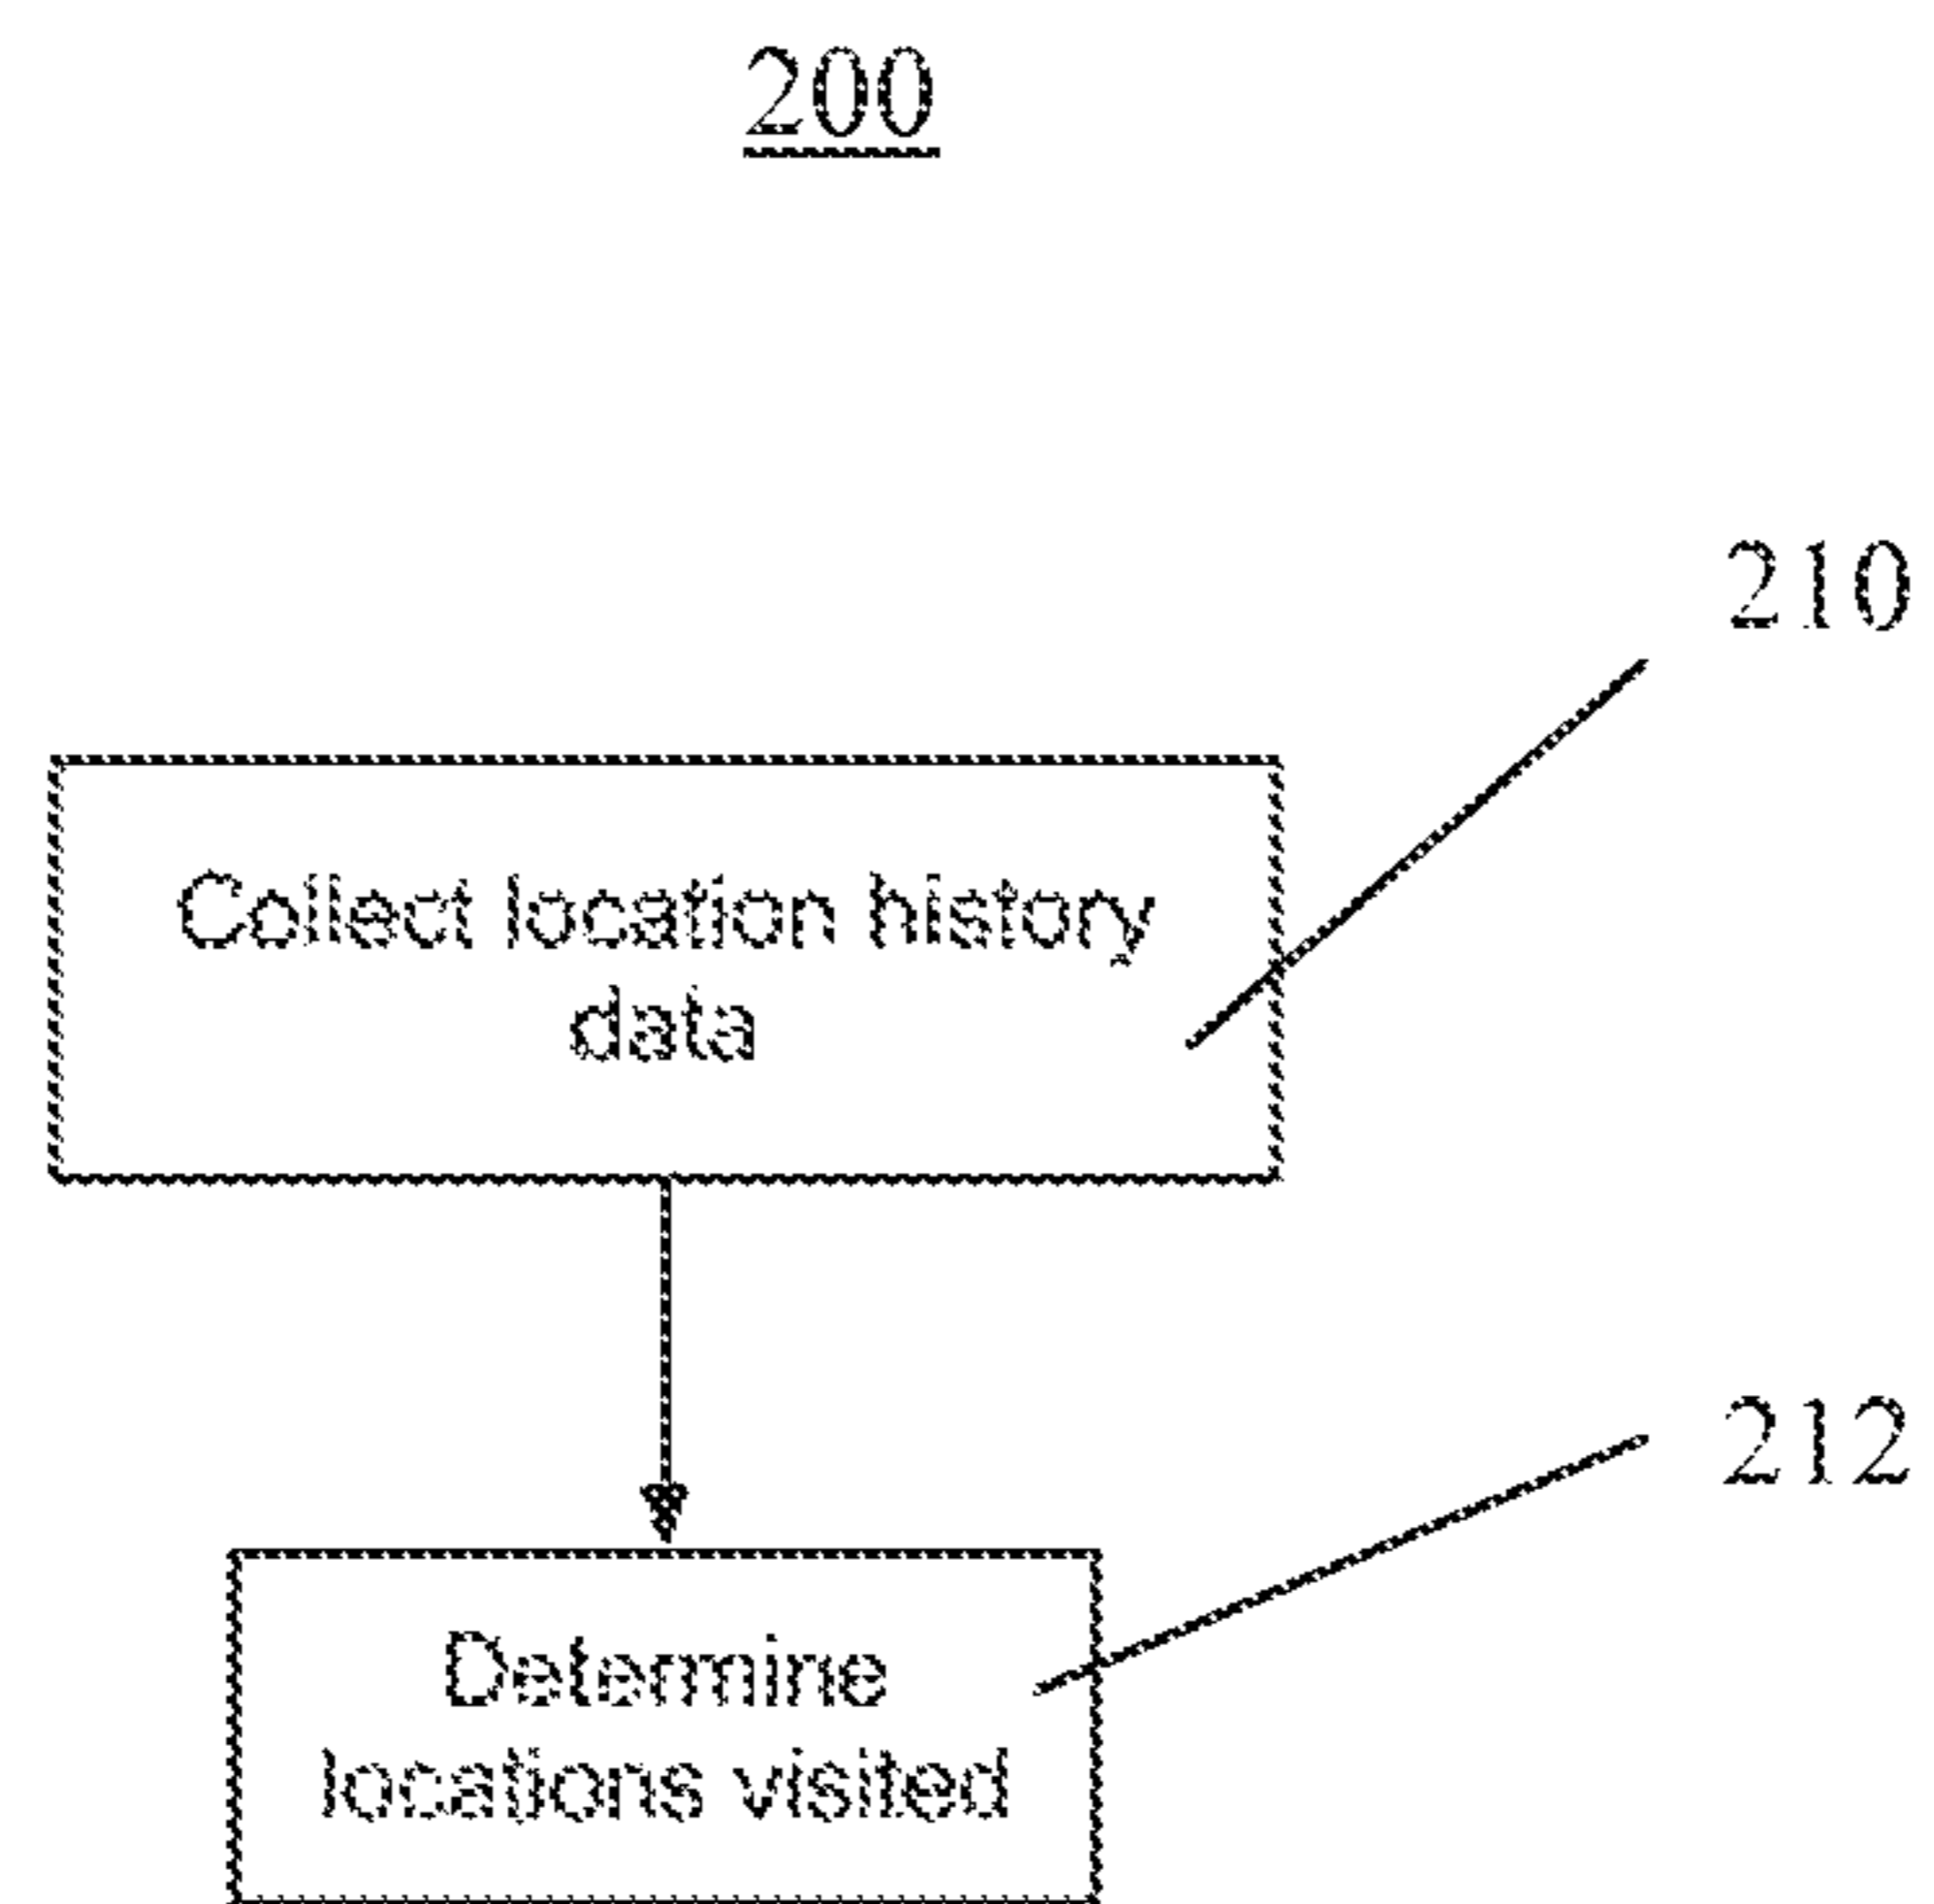 200
210
Collect location history
data
212
Determine
locations visited